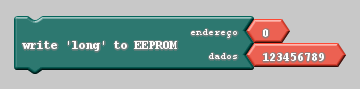 endereço 0
write 'long' to EEPROM
dados 123456789